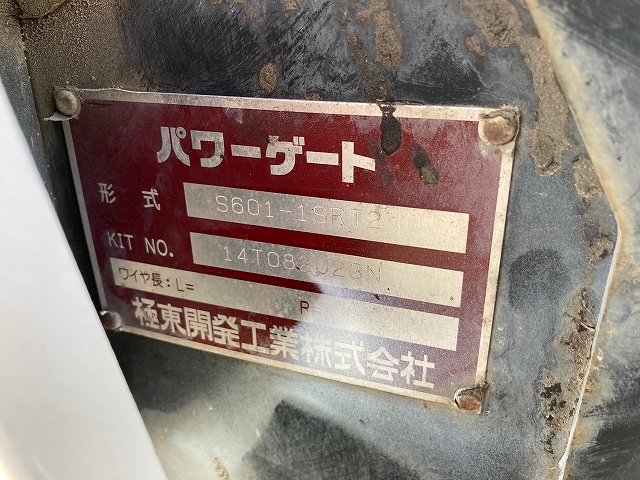 パワーゲート
形式 S601-1SRT2
KIT NO.
ワイヤ長:L= R
極東開発工業株式会社